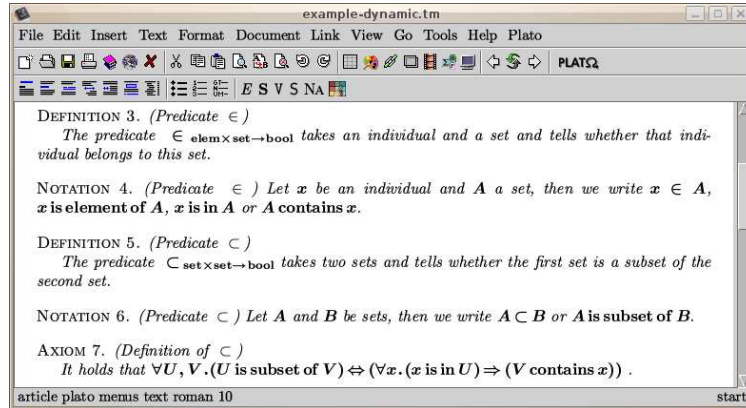 example-dynamic.tm
File Edit Insert Text Format Document Link View Go Tools Help Plato
PLATΩ
E S V S NA
DEFINITION 3. (Predicate ∈ )
The predicate ∈ elem×set→bool takes an individual and a set and tells whether that indi-
vidual belongs to this set.
NOTATION 4. (Predicate ∈ ) Let x be an individual and A a set, then we write x ∈ A,
x is element of A, x is in A or A contains x.
DEFINITION 5. (Predicate ⊂ )
The predicate ⊂ set×set→bool takes two sets and tells whether the first set is a subset of the
second set.
NOTATION 6. (Predicate ⊂ ) Let A and B be sets, then we write A ⊂ B or A is subset of B.
AXIOM 7. (Definition of ⊂ )
It holds that ∀U, V.(U is subset of V) ⇔ (∀x.(x is in U) ⇒ (V contains x)) .
article plato menus text roman 10 start